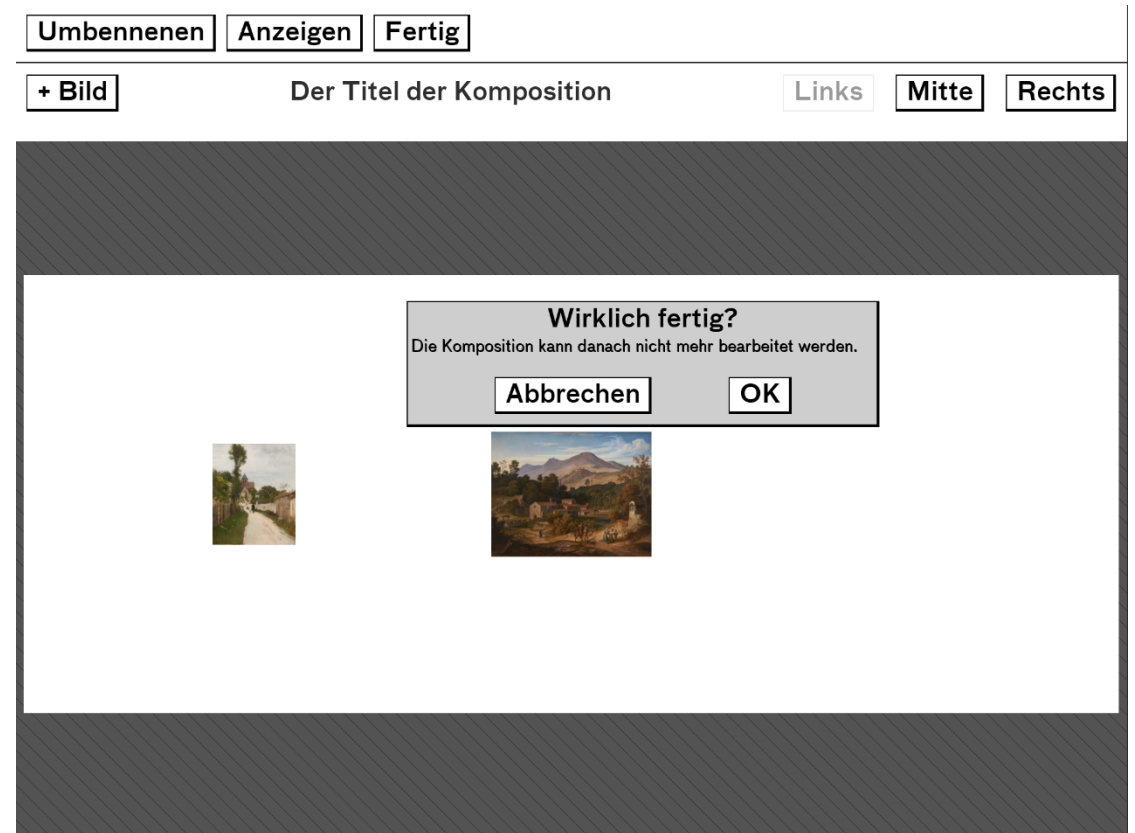 Umbennenen Anzeigen Fertig
+ Bild Der Titel der Komposition Links Mitte Rechts
Wirklich fertig?
Die Komposition kann danach nicht mehr bearbeitet werden.
Abbrechen OK